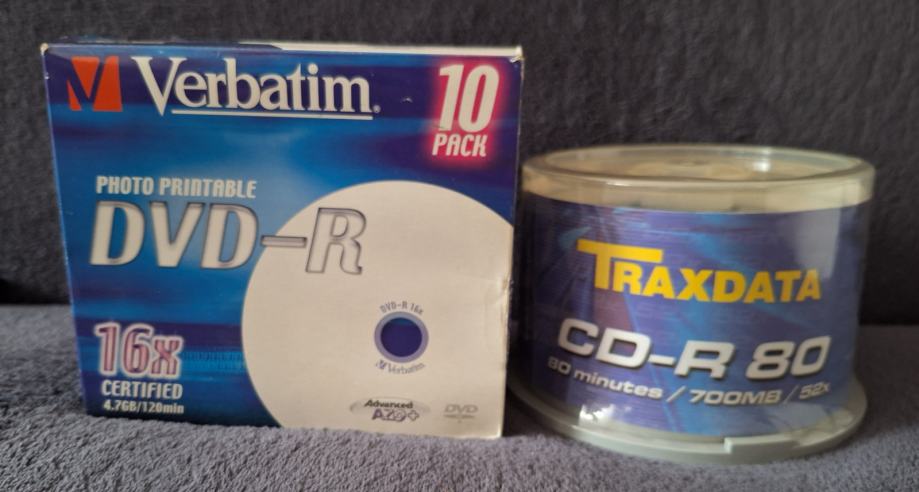 Verbatim
10
PACK
PHOTO PRINTABLE
DVD-R
DVD-R 16x
Verbatim
16x
CERTIFIED
4.7GB/120min
Advanced
AZO+
DVD
TRAXDATA
CD-R 80
80 minutes / 700MB / 52x